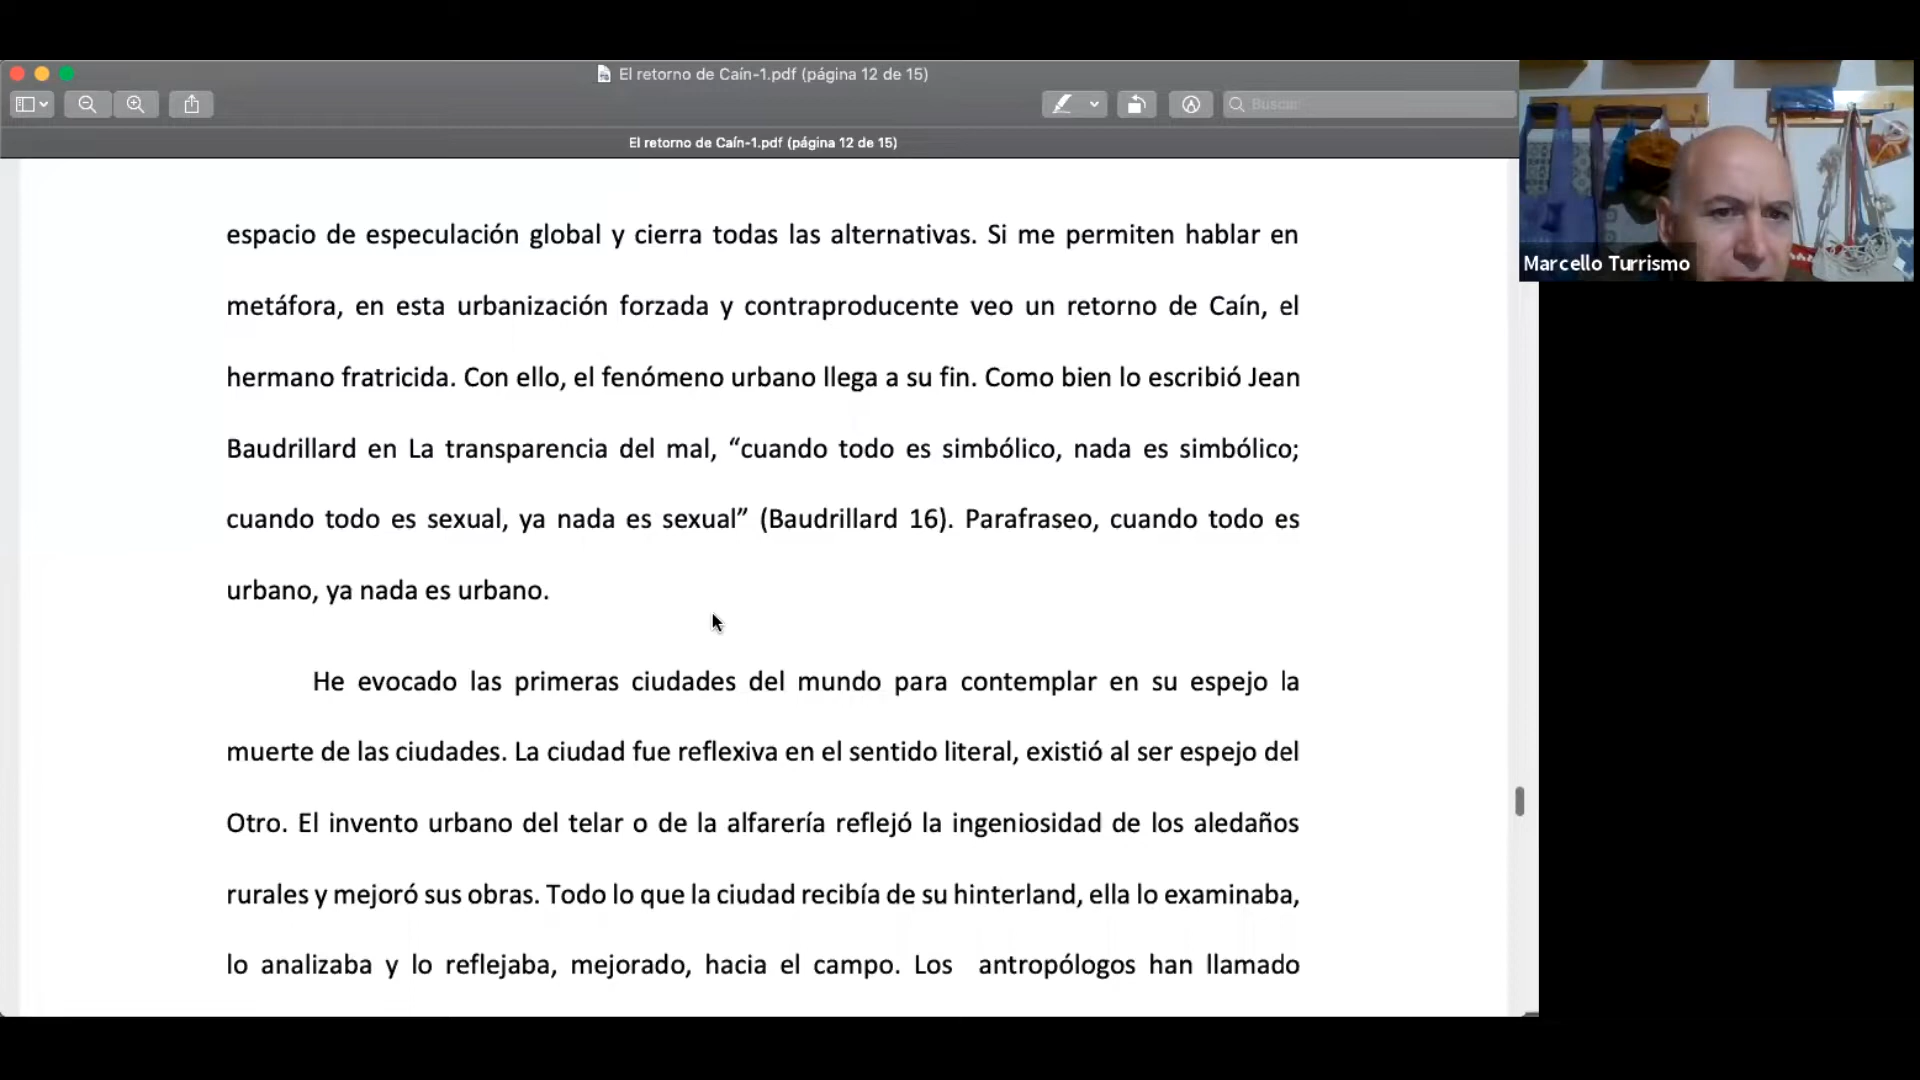 El retorno de Caín-1.pdf (página 12 de 15)
Buscar
El retorno de Caín-1.pdf (página 12 de 15)
Marcello Turrismo
espacio de especulación global y cierra todas las alternativas. Si me permiten hablar en
metáfora, en esta urbanización forzada y contraproducente veo un retorno de Caín, el
hermano fratricida. Con ello, el fenómeno urbano llega a su fin. Como bien lo escribió Jean
Baudrillard en La transparencia del mal, “cuando todo es simbólico, nada es simbólico;
cuando todo es sexual, ya nada es sexual” (Baudrillard 16). Parafraseo, cuando todo es
urbano, ya nada es urbano.
He evocado las primeras ciudades del mundo para contemplar en su espejo la
muerte de las ciudades. La ciudad fue reflexiva en el sentido literal, existió al ser espejo del
Otro. El invento urbano del telar o de la alfarería reflejó la ingeniosidad de los aledaños
rurales y mejoró sus obras. Todo lo que la ciudad recibía de su hinterland, ella lo examinaba,
lo analizaba y lo reflejaba, mejorado, hacia el campo. Los antropólogos han llamado